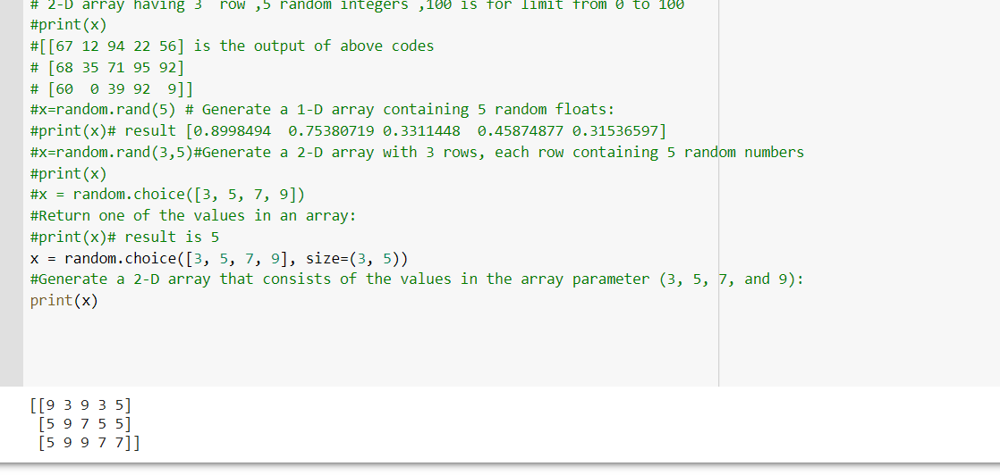 # 2-D array having 3  row ,5 random integers ,100 is for limit from 0 to 100
#print(x)
#[[67 12 94 22 56] is the output of above codes
# [68 35 71 95 92]
# [60  0 39 92  9]]
#x=random.rand(5) # Generate a 1-D array containing 5 random floats:
#print(x)# result [0.8998494  0.75380719 0.3311448  0.45874877 0.31536597]
#x=random.rand(3,5)#Generate a 2-D array with 3 rows, each row containing 5 random numbers
#print(x)
#x = random.choice([3, 5, 7, 9])
#Return one of the values in an array:
#print(x)# result is 5
x = random.choice([3, 5, 7, 9], size=(3, 5))
#Generate a 2-D array that consists of the values in the array parameter (3, 5, 7, and 9):
print(x)
[[9 3 9 3 5]
 [5 9 7 5 5]
 [5 9 9 7 7]]